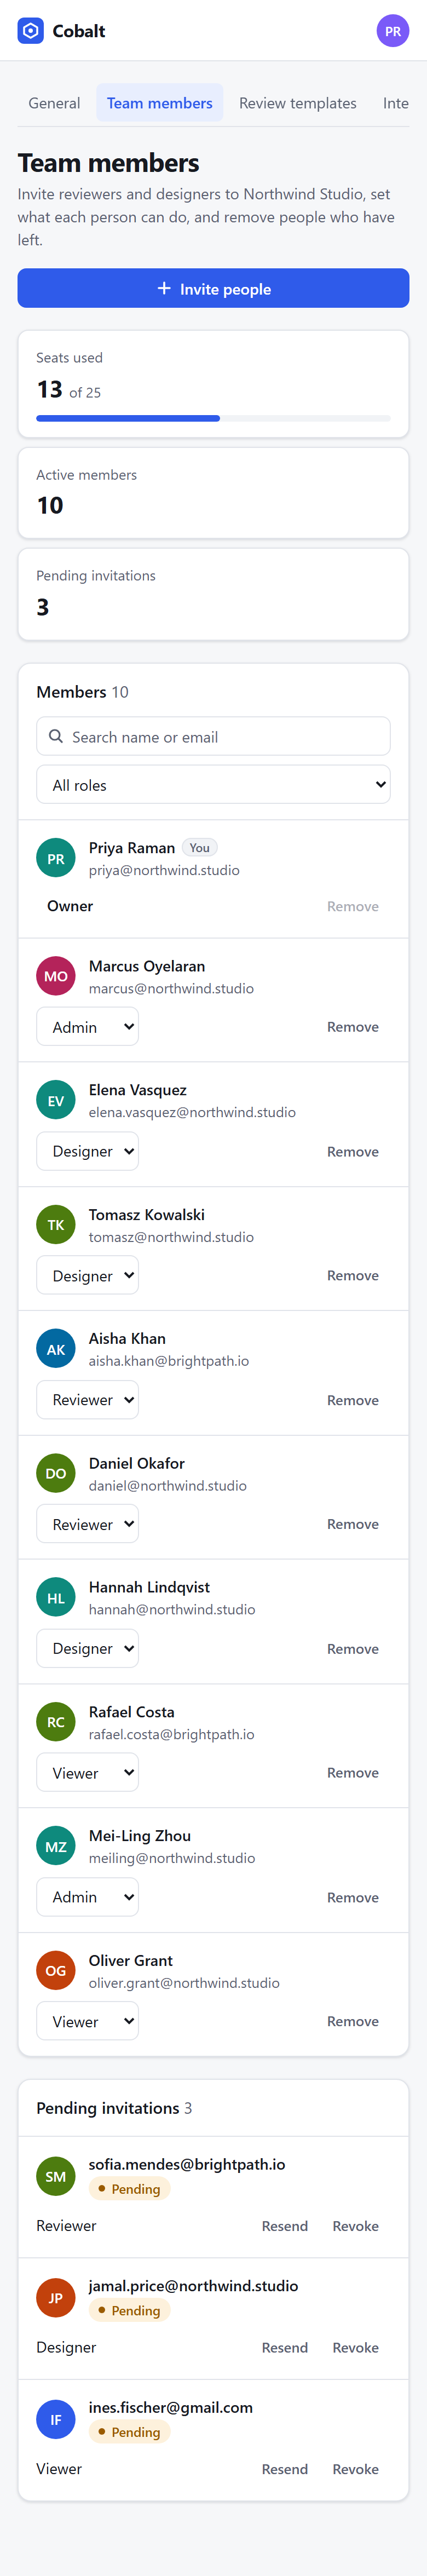 Cobalt
PR
General Team members Review templates Inte
Team members
Invite reviewers and designers to Northwind Studio, set
what each person can do, and remove people who have
left.
Invite people
Seats used
13 of 25
Active members
10
Pending invitations
3
Members 10
Search name or email
All roles
PR
Priya Raman You
priya@northwind.studio
Owner Remove
MO
Marcus Oyelaran
marcus@northwind.studio
Admin Remove
EV
Elena Vasquez
elena.vasquez@northwind.studio
Designer Remove
TK
Tomasz Kowalski
tomasz@northwind.studio
Designer Remove
AK
Aisha Khan
aisha.khan@brightpath.io
Reviewer Remove
DO
Daniel Okafor
daniel@northwind.studio
Reviewer Remove
HL
Hannah Lindqvist
hannah@northwind.studio
Designer Remove
RC
Rafael Costa
rafael.costa@brightpath.io
Viewer Remove
MZ
Mei-Ling Zhou
meiling@northwind.studio
Admin Remove
OG
Oliver Grant
oliver.grant@northwind.studio
Viewer Remove
Pending invitations 3
SM
sofia.mendes@brightpath.io
Pending
Reviewer Resend Revoke
JP
jamal.price@northwind.studio
Pending
Designer Resend Revoke
IF
ines.fischer@gmail.com
Pending
Viewer Resend Revoke